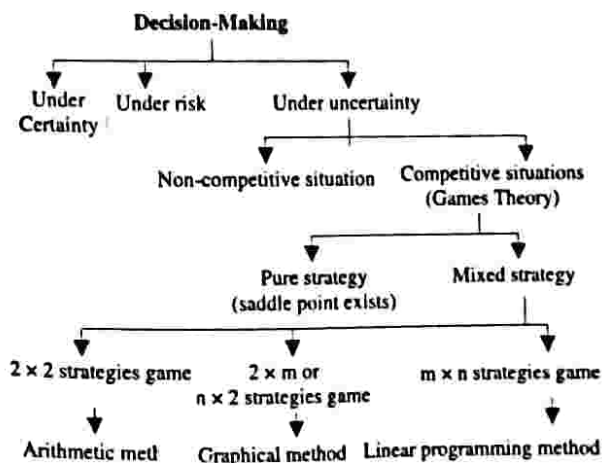 Decision-Making
Under Certainty
Under risk
Under uncertainty
Non-competitive situation
Competitive situations
(Games Theory)
Pure strategy
(saddle point exists)
Mixed strategy
2 × 2 strategies game
2 × m or
n × 2 strategies game
m × n strategies game
Arithmetic metl
Graphical method
Linear programming method